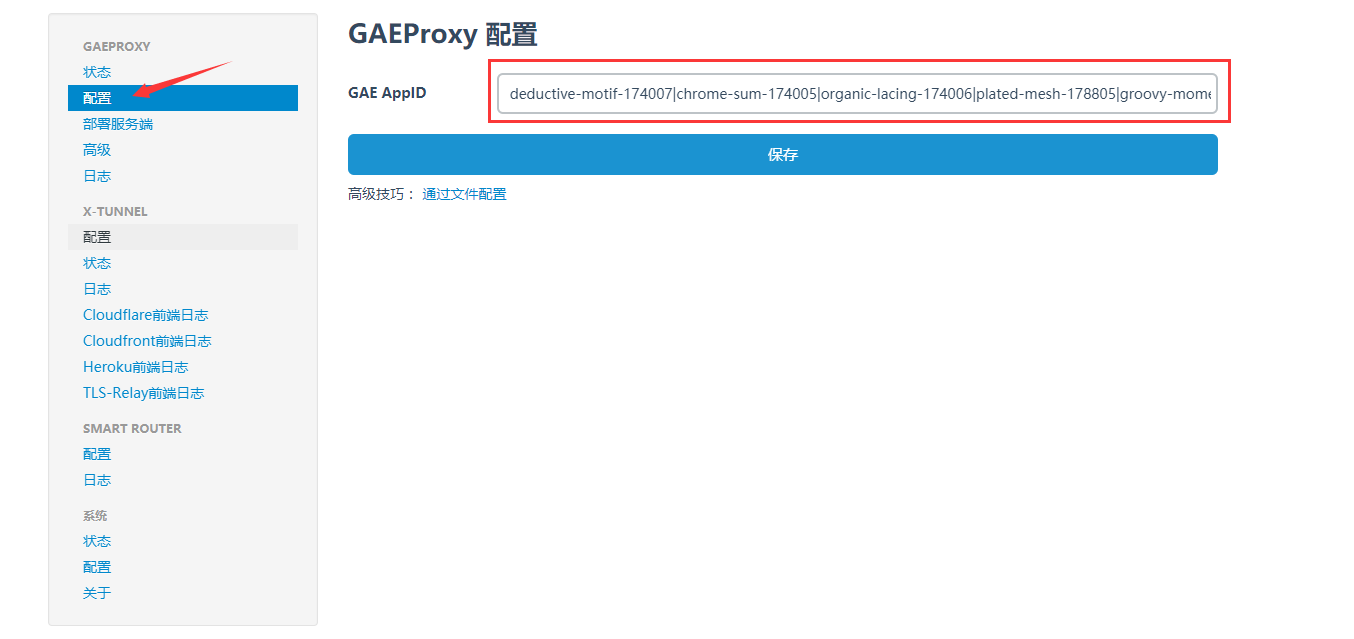 GAEPROXY
状态
配置
部署服务端
高级
日志
X-TUNNEL
配置
状态
日志
Cloudflare前端日志
Cloudfront前端日志
Heroku前端日志
TLS-Relay前端日志
SMART ROUTER
配置
日志
系统
状态
配置
关于
GAEProxy 配置
GAE AppID
deductive-motif-174007|chrome-sum-174005|organic-lacing-174006|plated-mesh-178805|groovy-mome
保存
高级技巧： 通过文件配置